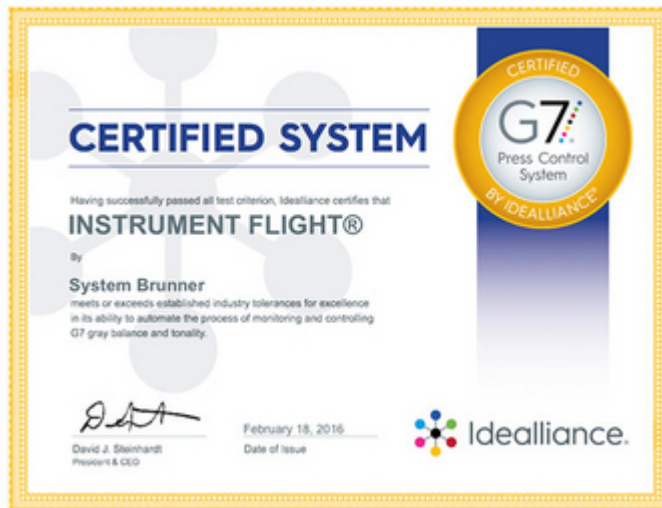 CERTIFIED SYSTEM
Having successfully passed all test criterion, Idealliance certifies that
INSTRUMENT FLIGHT®
By
System Brunner
meets or exceeds established industry tolerances for excellence
in its ability to automate the process of monitoring and controlling
G7 gray balance and tonality.
David J. Steinhardt
President & CEO
February 18, 2016
Date of Issue
CERTIFIED
G7
Press Control
System
BY IDEALLIANCE®
Idealliance.